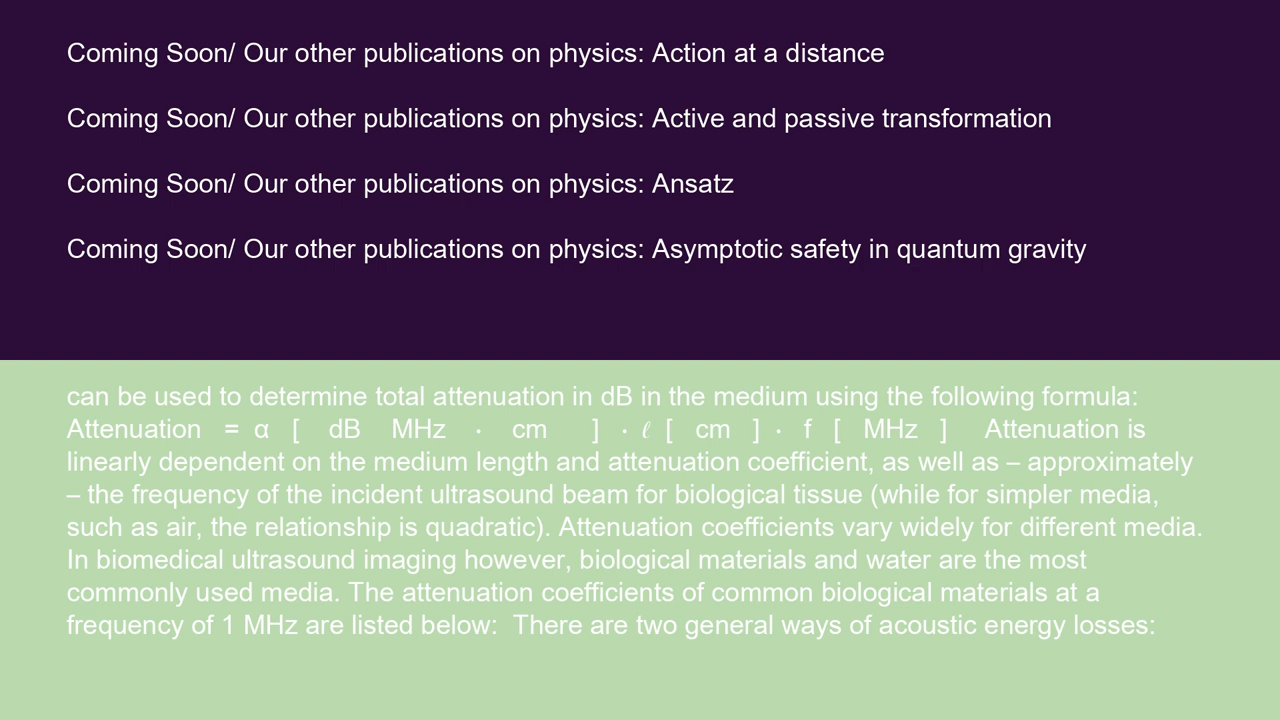 Coming Soon/ Our other publications on physics: Action at a distance
Coming Soon/ Our other publications on physics: Active and passive transformation
Coming Soon/ Our other publications on physics: Ansatz
Coming Soon/ Our other publications on physics: Asymptotic safety in quantum gravity
can be used to determine total attenuation in dB in the medium using the following formula:
Attenuation = α [ dB MHz ⋅ cm ] ⋅ ℓ [ cm ] ⋅ f [ MHz ] Attenuation is
linearly dependent on the medium length and attenuation coefficient, as well as – approximately
– the frequency of the incident ultrasound beam for biological tissue (while for simpler media,
such as air, the relationship is quadratic). Attenuation coefficients vary widely for different media.
In biomedical ultrasound imaging however, biological materials and water are the most
commonly used media. The attenuation coefficients of common biological materials at a
frequency of 1 MHz are listed below: There are two general ways of acoustic energy losses: